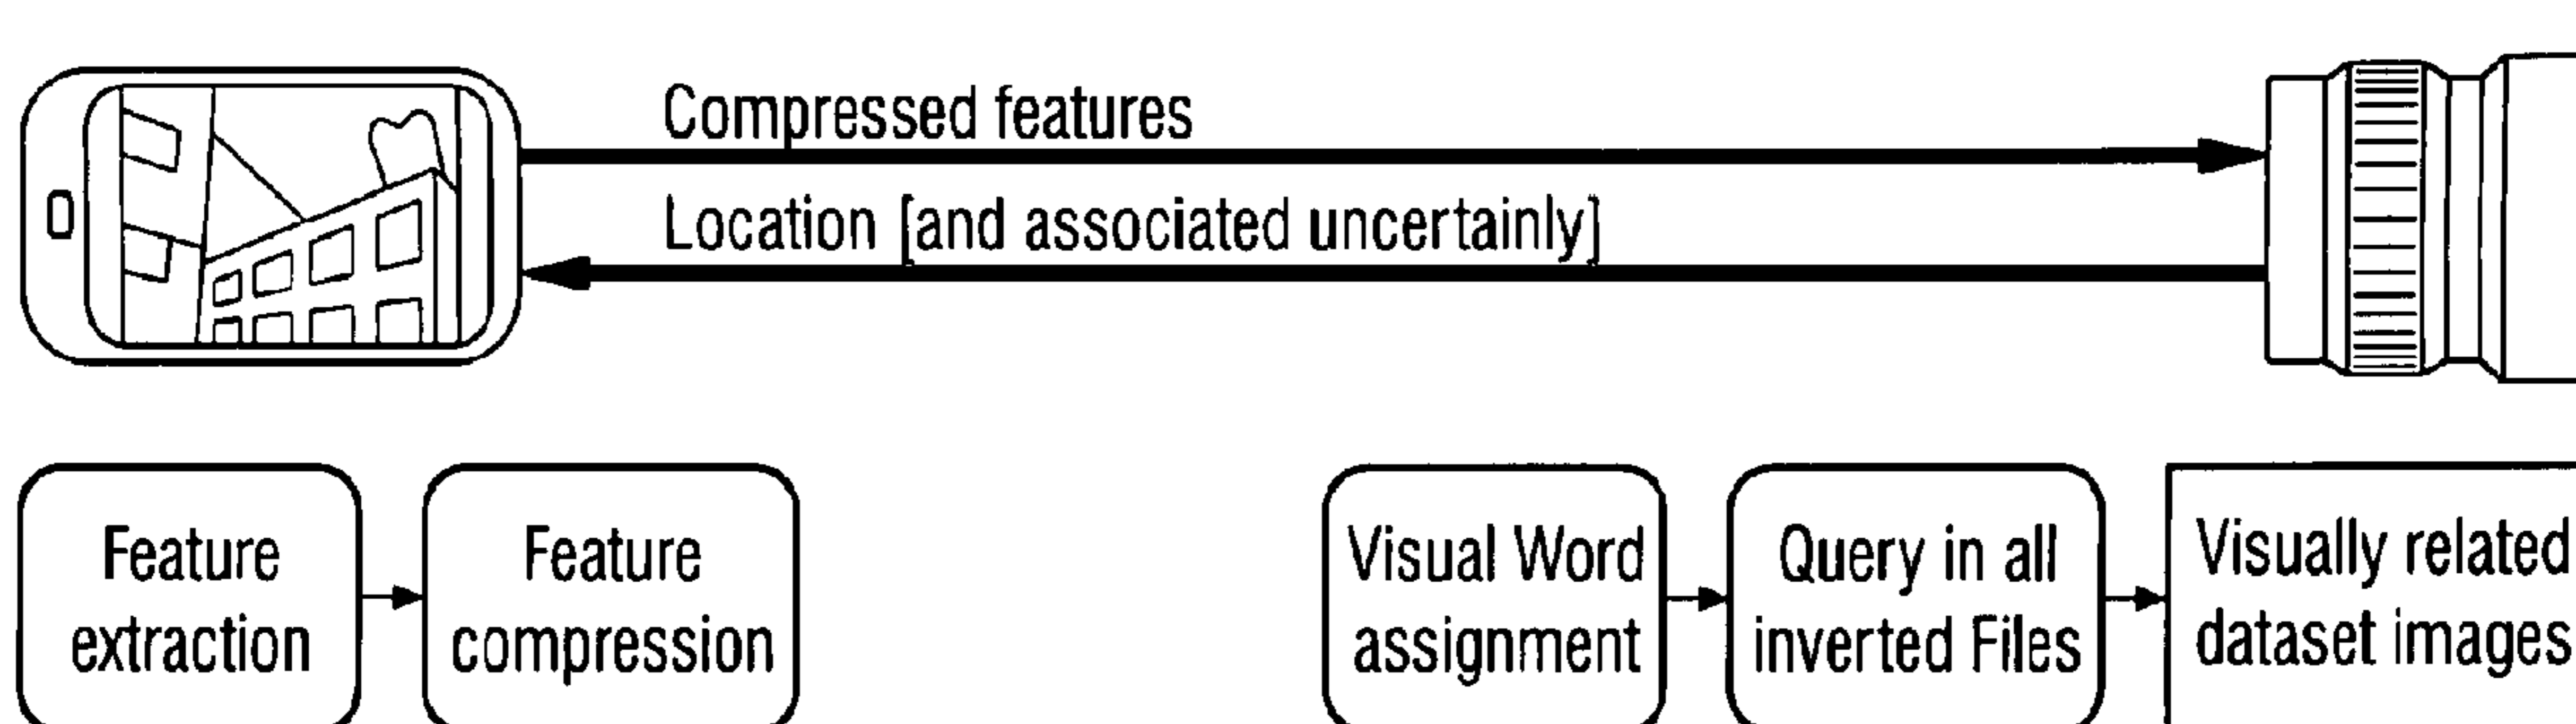 Compressed features
Location [and associated uncertainly]
Feature
extraction
Feature
compression
Visual Word
assignment
Query in all
inverted Files
Visually related
dataset images